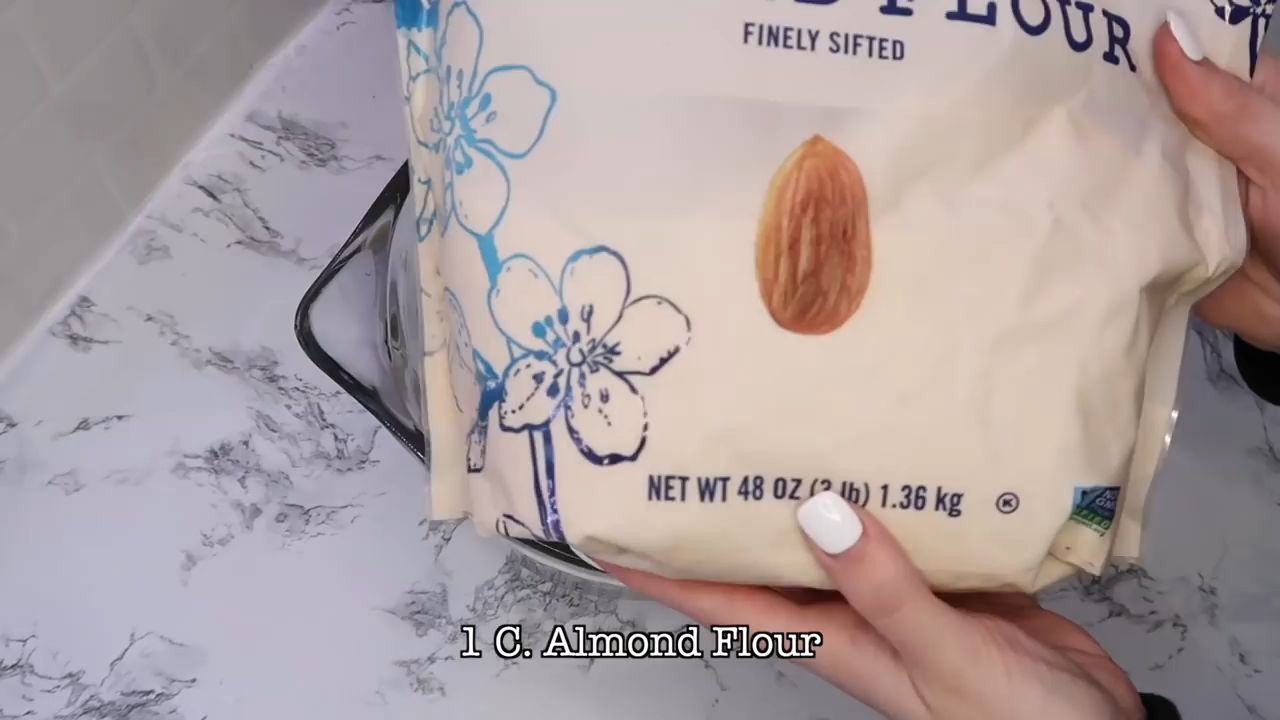 FLOUR
FINELY SIFTED
NET WT 48 OZ (3 lb) 1.36 kg
1 C. Almond Flour